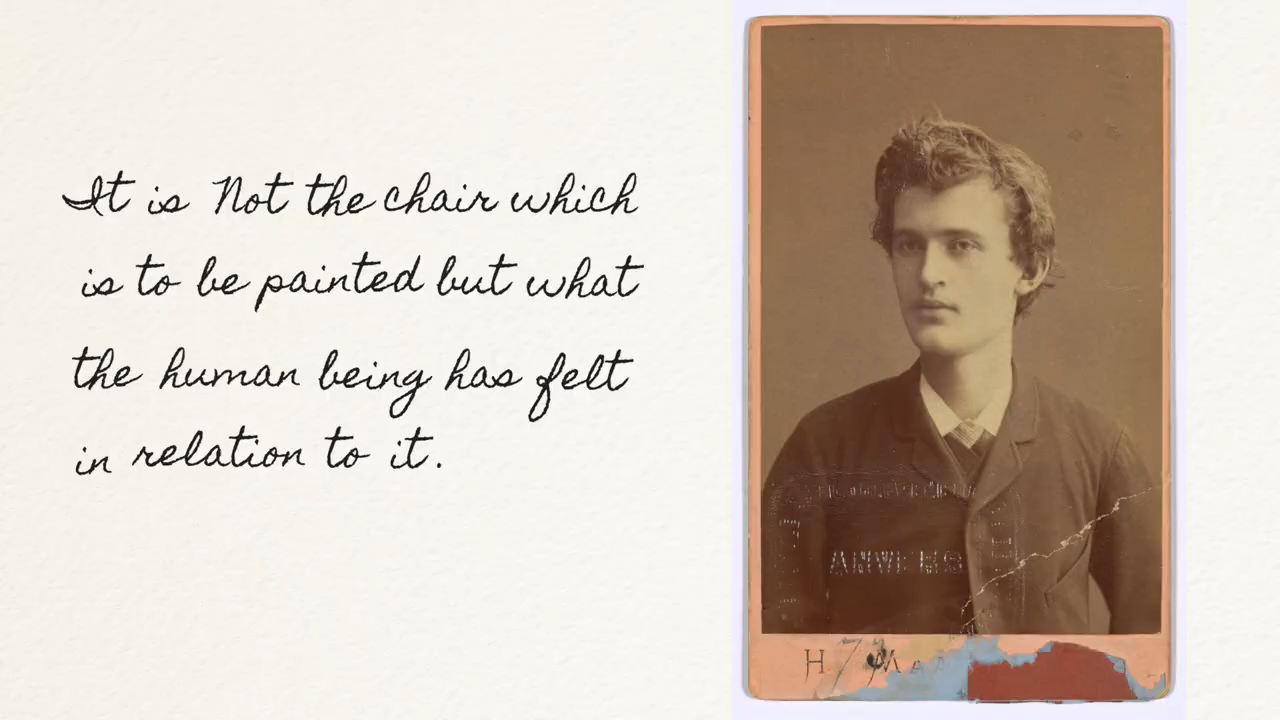 It is Not the chair which
is to be painted but what
the human being has felt
in relation to it.